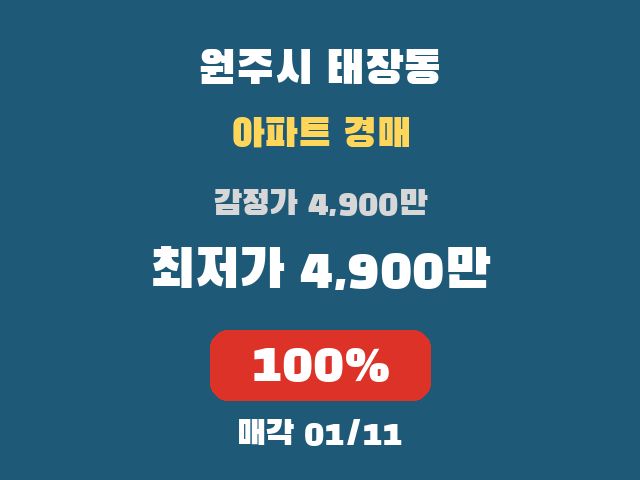 원주시 태장동
아파트 경매
감정가 4,900만
최저가 4,900만
100%
매각 01/11